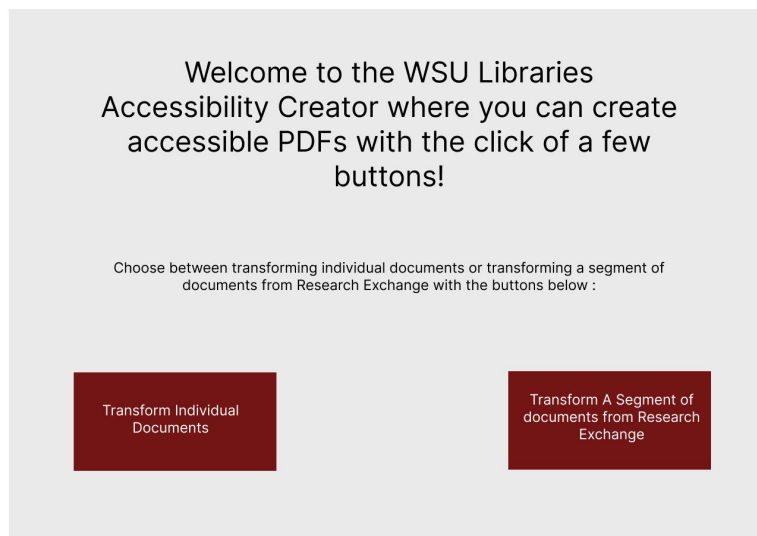 Welcome to the WSU Libraries
Accessibility Creator where you can create
accessible PDFs with the click of a few
buttons!
Choose between transforming individual documents or transforming a segment of
documents from Research Exchange with the buttons below :
Transform Individual
Documents
Transform A Segment of
documents from Research
Exchange